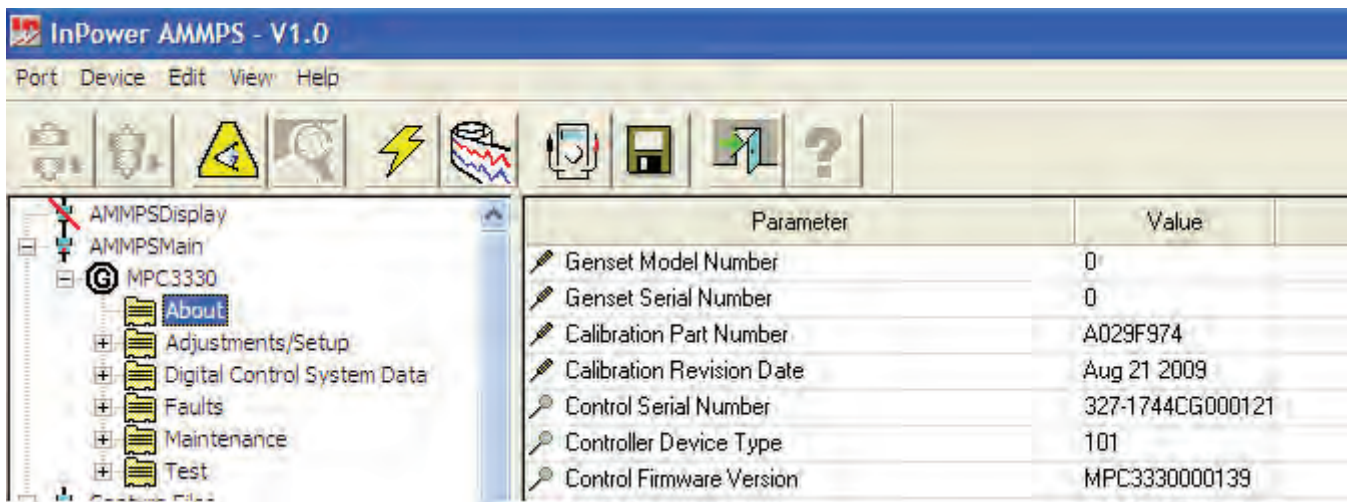 InPower AMMPS - V1.0
Port Device Edit View Help
AMMPSDisplay
AMMPSMain
MPC3330
About
Adjustments/Setup
Digital Control System Data
Faults
Maintenance
Test
Parameter Value
Genset Model Number 0
Genset Serial Number 0
Calibration Part Number A029F974
Calibration Revision Date Aug 21 2009
Control Serial Number 327-1744CG000121
Controller Device Type 101
Control Firmware Version MPC3330000139